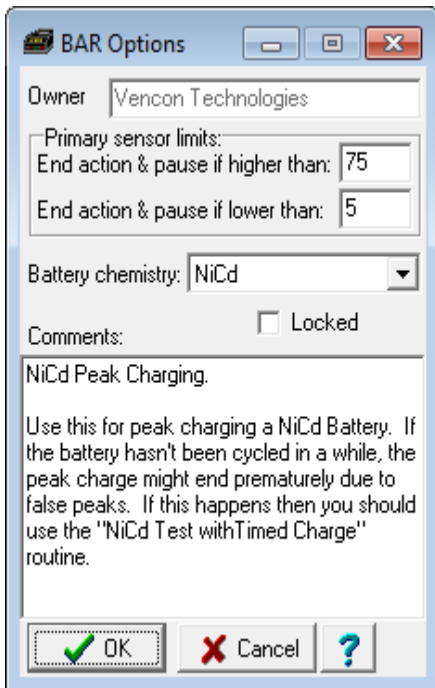 BAR Options
Owner Vencon Technologies
Primary sensor limits:
End action & pause if higher than: 75
End action & pause if lower than: 5
Battery chemistry: NiCd
Locked
Comments:
NiCd Peak Charging.
Use this for peak charging a NiCd Battery. If
the battery hasn't been cycled in a while, the
peak charge might end prematurely due to
false peaks. If this happens then you should
use the "NiCd Test withTimed Charge"
routine.
OK Cancel ?